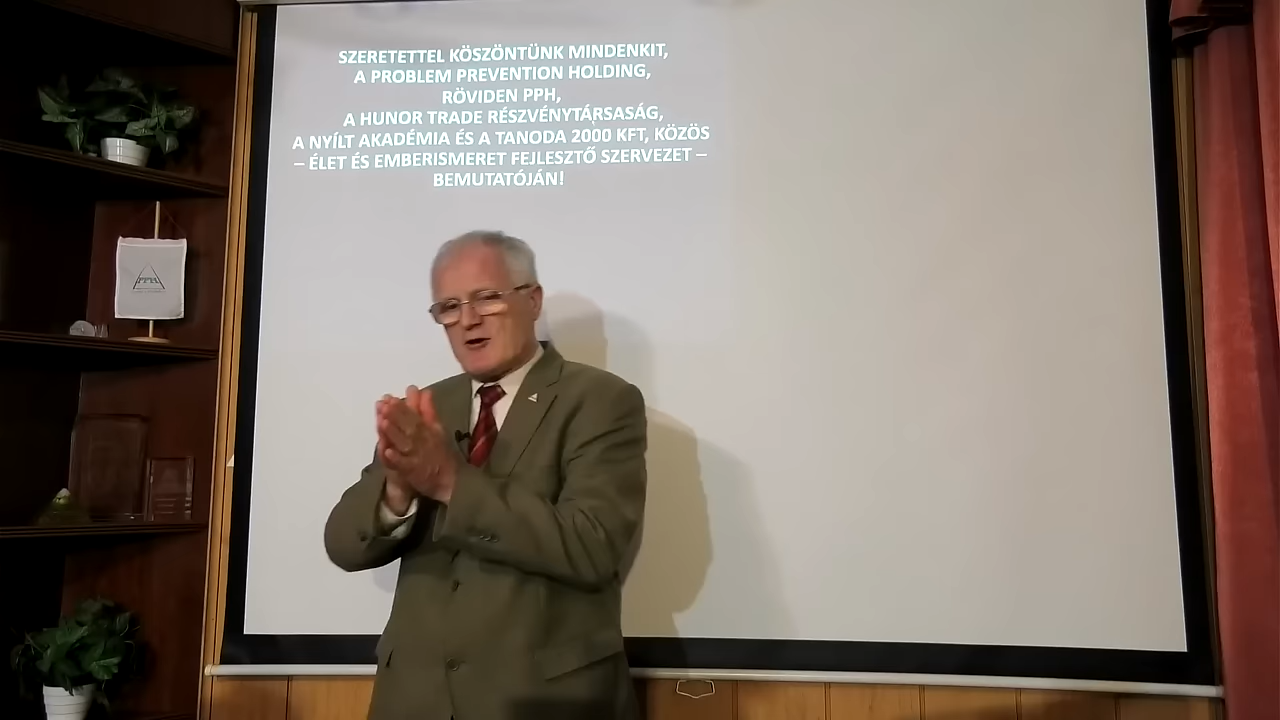 SZERETETTEL KÖSZÖNTÜNK MINDENKIT,
A PROBLEM PREVENTION HOLDING,
RÖVIDEN PPH,
A HUNOR TRADE RÉSZVÉNYTÁRSASÁG,
A NYÍLT AKADÉMIA ÉS A TANODA 2000 KFT, KÖZÖS
– ÉLET ÉS EMBERISMERET FEJLESZTŐ SZERVEZET –
BEMUTATÓJÁN!